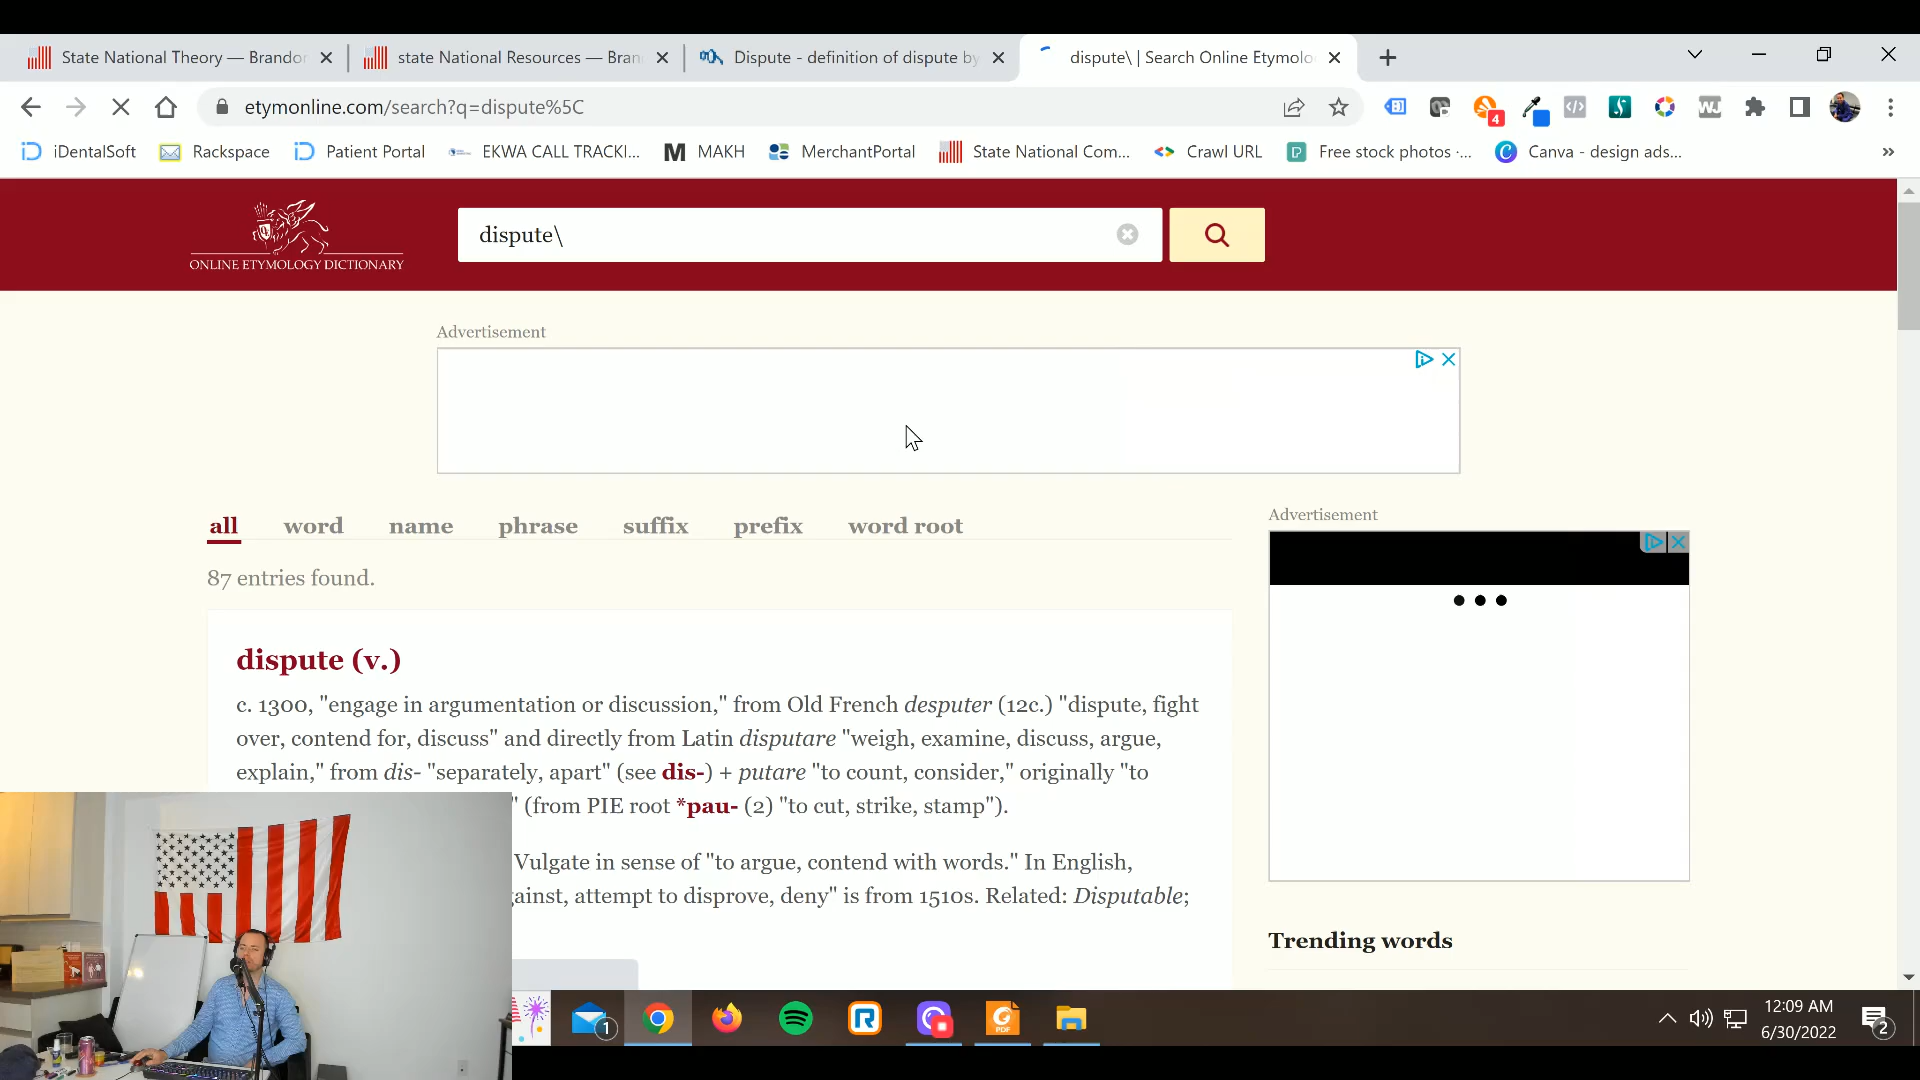 State National Theory — Brandon
state National Resources — Bran
Dispute - definition of dispute by
dispute\ | Search Online Etymolo
etymonline.com/search?q=dispute%5C
4
WJ
iDentalSoft
Rackspace
Patient Portal
EKWA CALL TRACKI...
MAKH
MerchantPortal
State National Com...
Crawl URL
Free stock photos ·...
Canva - design ads...
»
ONLINE ETYMOLOGY DICTIONARY
dispute\
Advertisement
all
word
name
phrase
suffix
prefix
word root
Advertisement
87 entries found.
dispute (v.)
c. 1300, "engage in argumentation or discussion," from Old French desputer (12c.) "dispute, fight
over, contend for, discuss" and directly from Latin disputare "weigh, examine, discuss, argue,
explain," from dis- "separately, apart" (see dis-) + putare "to count, consider," originally "to
" (from PIE root *pau- (2) "to cut, strike, stamp").
Vulgate in sense of "to argue, contend with words." In English,
gainst, attempt to disprove, deny" is from 1510s. Related: Disputable;
Trending words
1
PDF
12:09 AM
6/30/2022
2